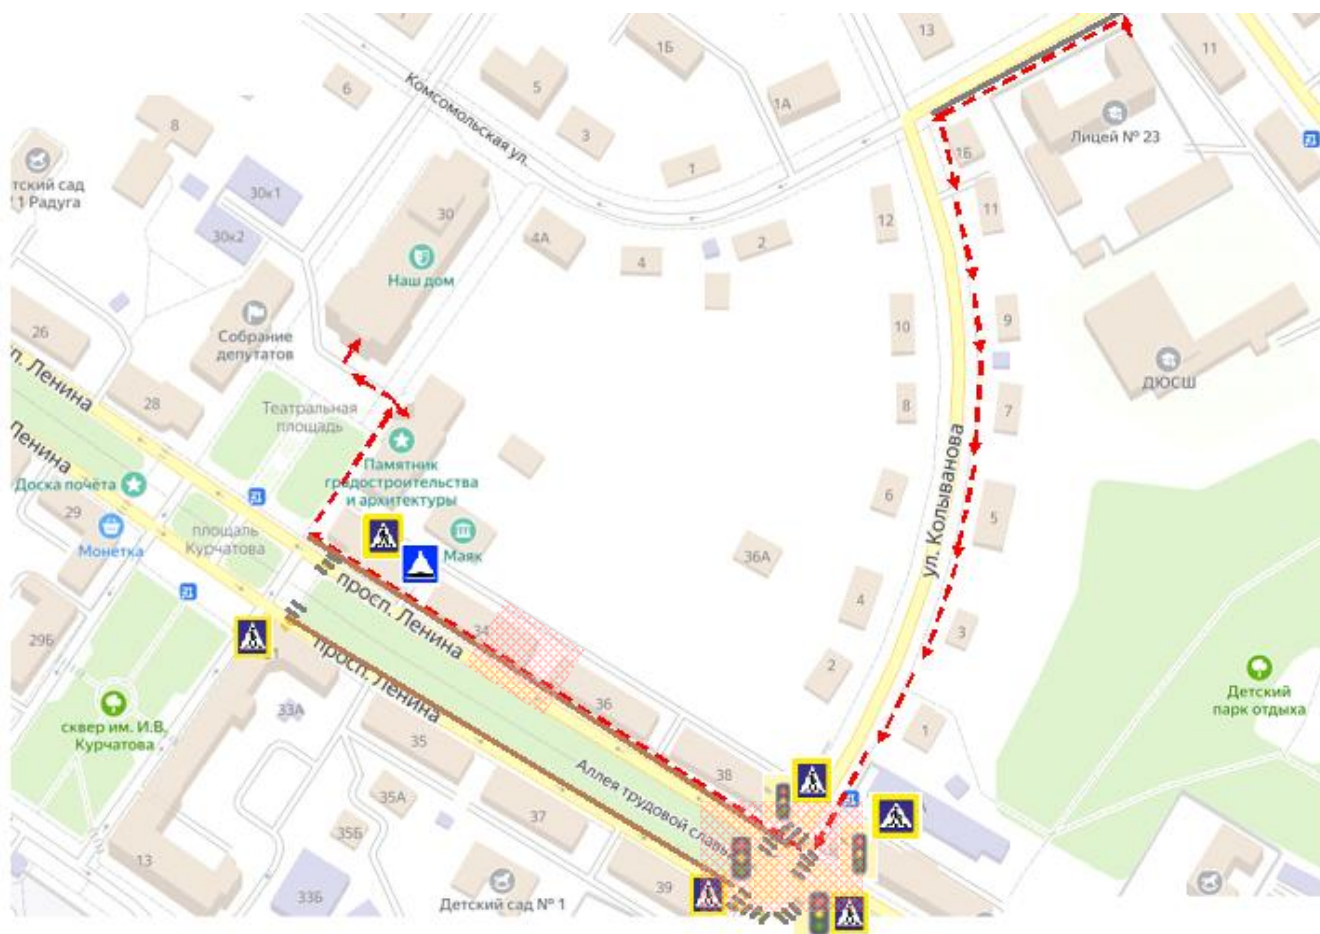 13
1Б
11
6
5
1А
8
Комсомольская ул.
3
Лицей № 23
1Б
тский сад
1 Радуга
30к1
1
30
11
12
30к2
4А
2
4
Наш дом
26
Собрание
депутатов
10
9
ДЮСШ
ул. Ленина
28
Театральная
площадь
8
7
Ленина
Памятник
градостроительства
и архитектуры
ул. Колыванова
Доска почёта
29
Монетка
площадь
Курчатова
Маяк
6
5
36А
просп. Ленина
4
29Б
34
3
просп. Ленина
2
Детский
парк отдыха
сквер им. И.В.
Курчатова
33А
35
36
1
Аллея трудовой славы
38
35А
37
35Б
13
33Б
39
Детский сад № 1